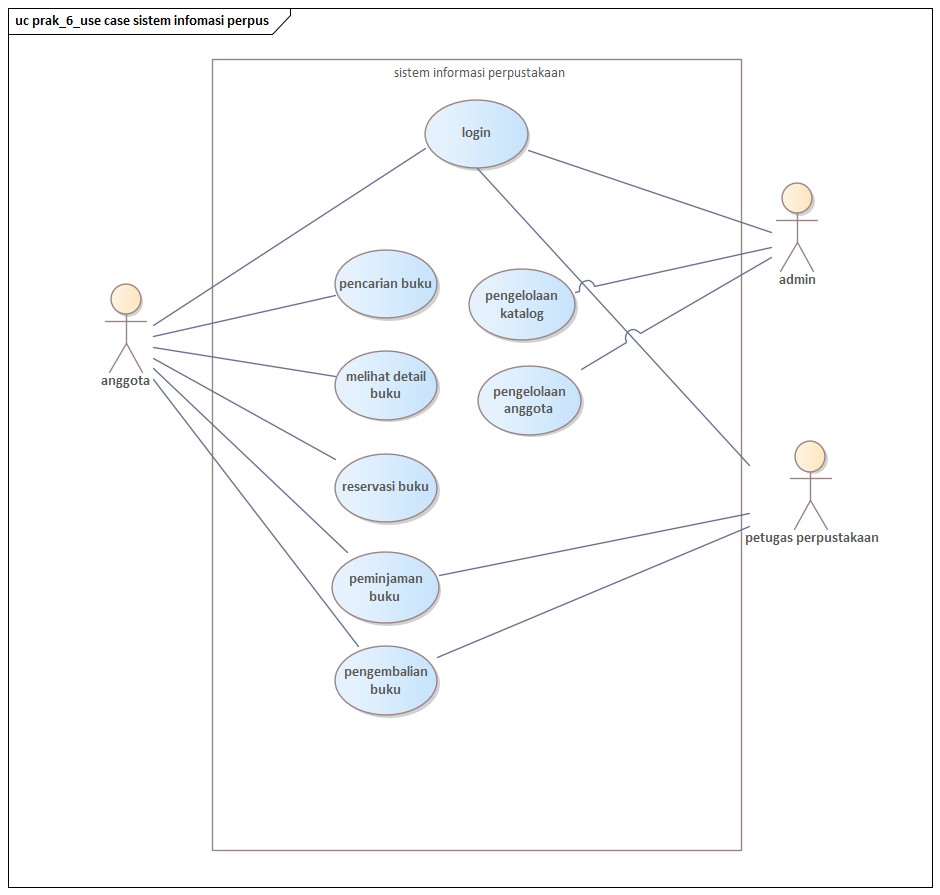 uc prak_6_use case sistem infomasi perpus
sistem informasi perpustakaan
login
admin
pencarian buku
pengelolaan
katalog
anggota
melihat detail
buku
pengelolaan
anggota
reservasi buku
petugas perpustakaan
peminjaman
buku
pengembalian
buku